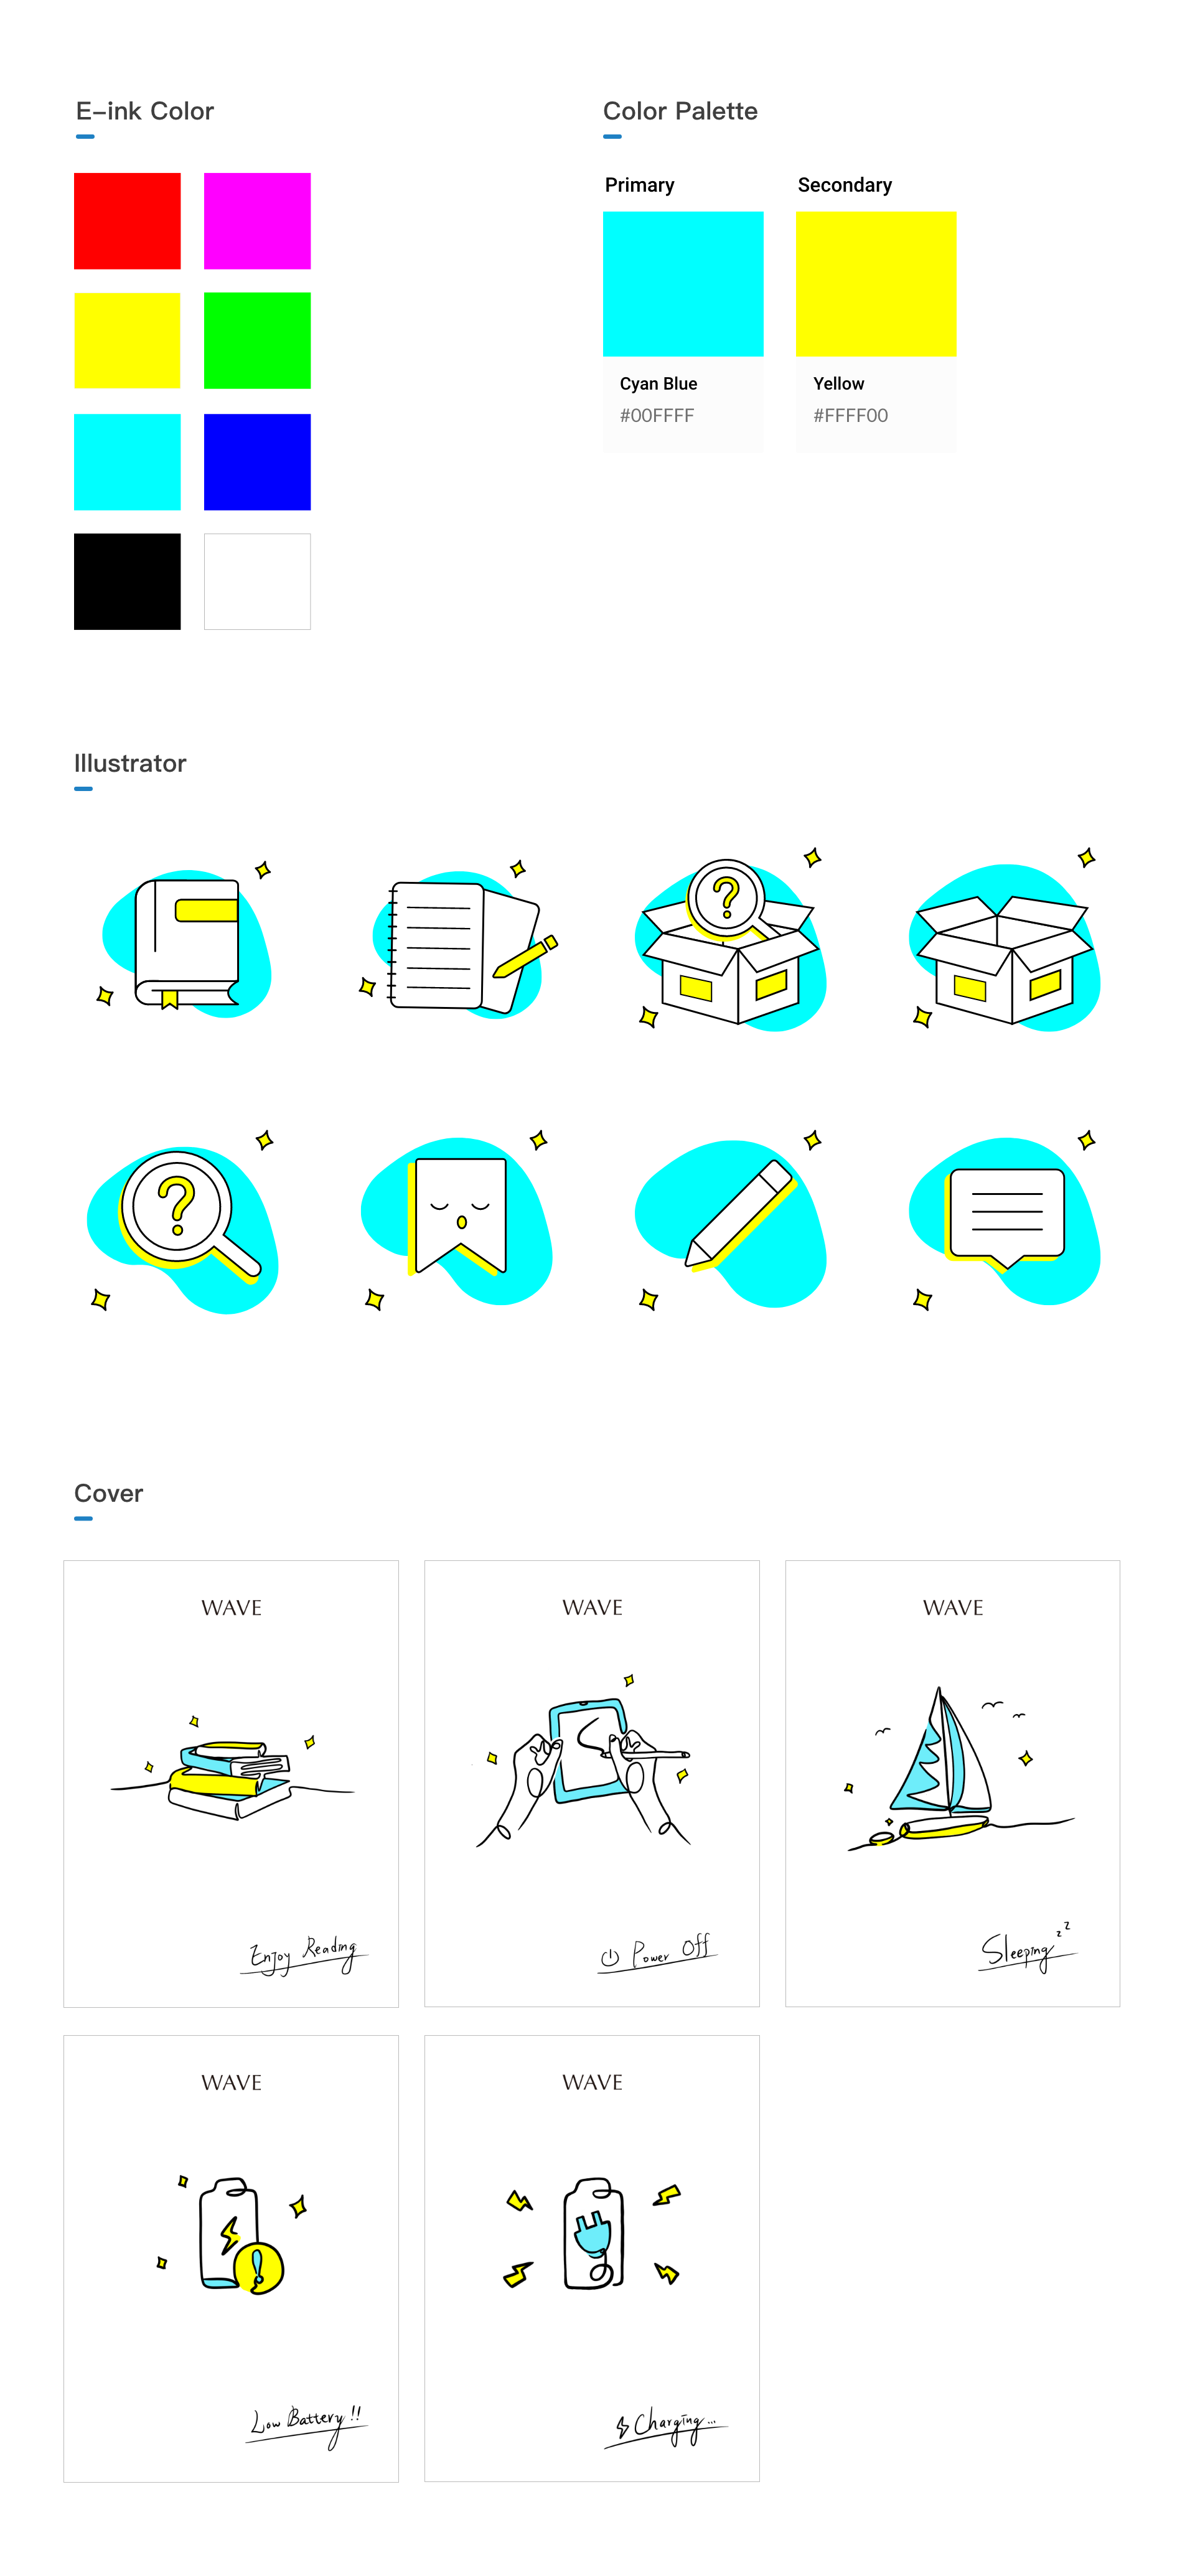 E-ink Color
Color Palette
Primary
Secondary
Cyan Blue
#00FFFF
Yellow
#FFFF00
Illustrator
?
?
Cover
WAVE
Enjoy Reading
WAVE
Power Off
WAVE
Sleeping zz
WAVE
!
Low Battery !!
WAVE
Charging...